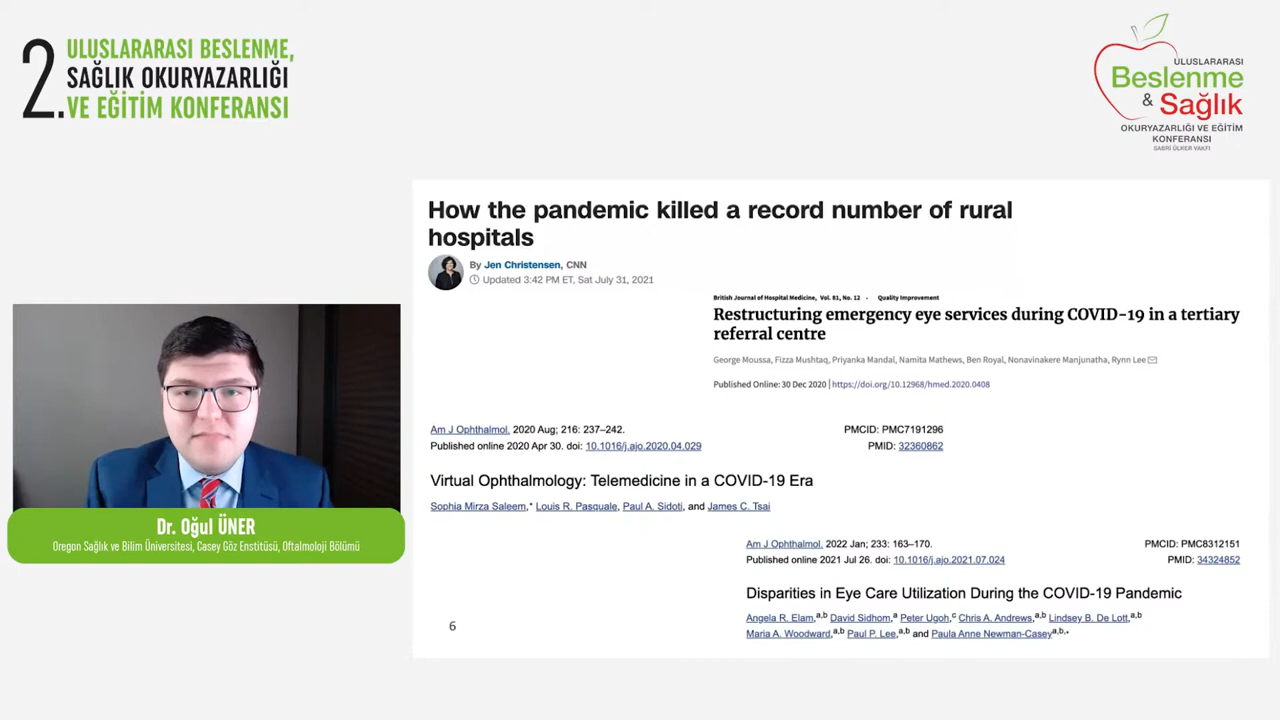 2. ULUSLARARASI BESLENME,
SAĞLIK OKURYAZARLIĞI
VE EĞİTİM KONFERANSI
ULUSLARARASI
Beslenme
& Sağlık
OKURYAZARLIĞI VE EĞİTİM
KONFERANSI
SABRİ ÜLKER VAKFI
How the pandemic killed a record number of rural
hospitals
By Jen Christensen, CNN
Updated 3:42 PM ET, Sat July 31, 2021
British Journal of Hospital Medicine, Vol. 81, No. 12 • Quality Improvement
Restructuring emergency eye services during COVID-19 in a tertiary
referral centre
George Moussa, Fizza Mushtaq, Priyanka Mandal, Namita Mathews, Ben Royal, Nonavinakere Manjunatha, Rynn Lee
Published Online: 30 Dec 2020 | https://doi.org/10.12968/hmed.2020.0408
Am J Ophthalmol. 2020 Aug; 216: 237–242. PMCID: PMC7191296
Published online 2020 Apr 30. doi: 10.1016/j.ajo.2020.04.029 PMID: 32360862
Virtual Ophthalmology: Telemedicine in a COVID-19 Era
Sophia Mirza Saleem,* Louis R. Pasquale, Paul A. Sidoti, and James C. Tsai
Am J Ophthalmol. 2022 Jan; 233: 163–170. PMCID: PMC8312151
Published online 2021 Jul 26. doi: 10.1016/j.ajo.2021.07.024 PMID: 34324852
Disparities in Eye Care Utilization During the COVID-19 Pandemic
Angela R. Elam,a,b David Sidhom,a Peter Ugoh,c Chris A. Andrews,a,b Lindsey B. De Lott,a,b
Maria A. Woodward,a,b Paul P. Lee,a,b and Paula Anne Newman-Caseya,b,*
6
Dr. Oğul ÜNER
Oregon Sağlık ve Bilim Üniversitesi, Casey Göz Enstitüsü, Oftalmoloji Bölümü